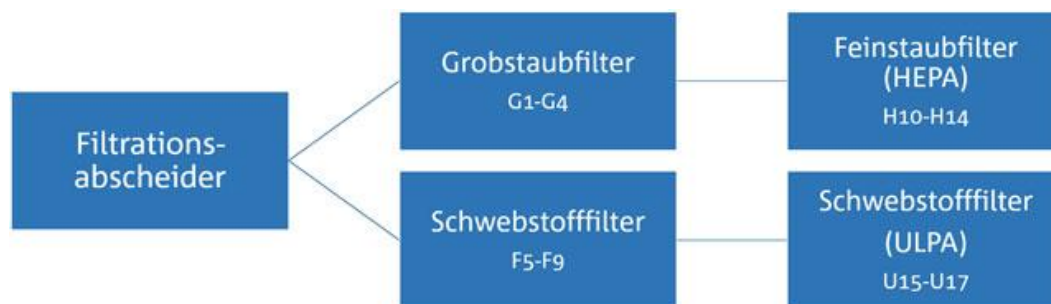 Filtrations-
abscheider
Grobstaubfilter
G1-G4
Feinstaubfilter
(HEPA)
H10-H14
Schwebstofffilter
F5-F9
Schwebstofffilter
(ULPA)
U15-U17